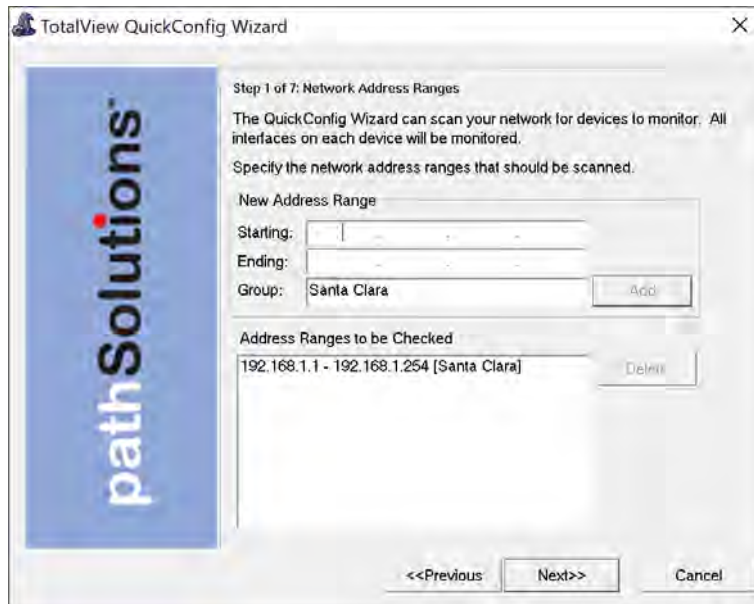 TotalView QuickConfig Wizard
pathSolutions
Step 1 of 7: Network Address Ranges
The QuickConfig Wizard can scan your network for devices to monitor. All
interfaces on each device will be monitored.
Specify the network address ranges that should be scanned.
New Address Range
Starting:
Ending:
Group: Santa Clara Add
Address Ranges to be Checked
192.168.1.1 - 192.168.1.254 [Santa Clara] Delete
<<Previous Next>> Cancel